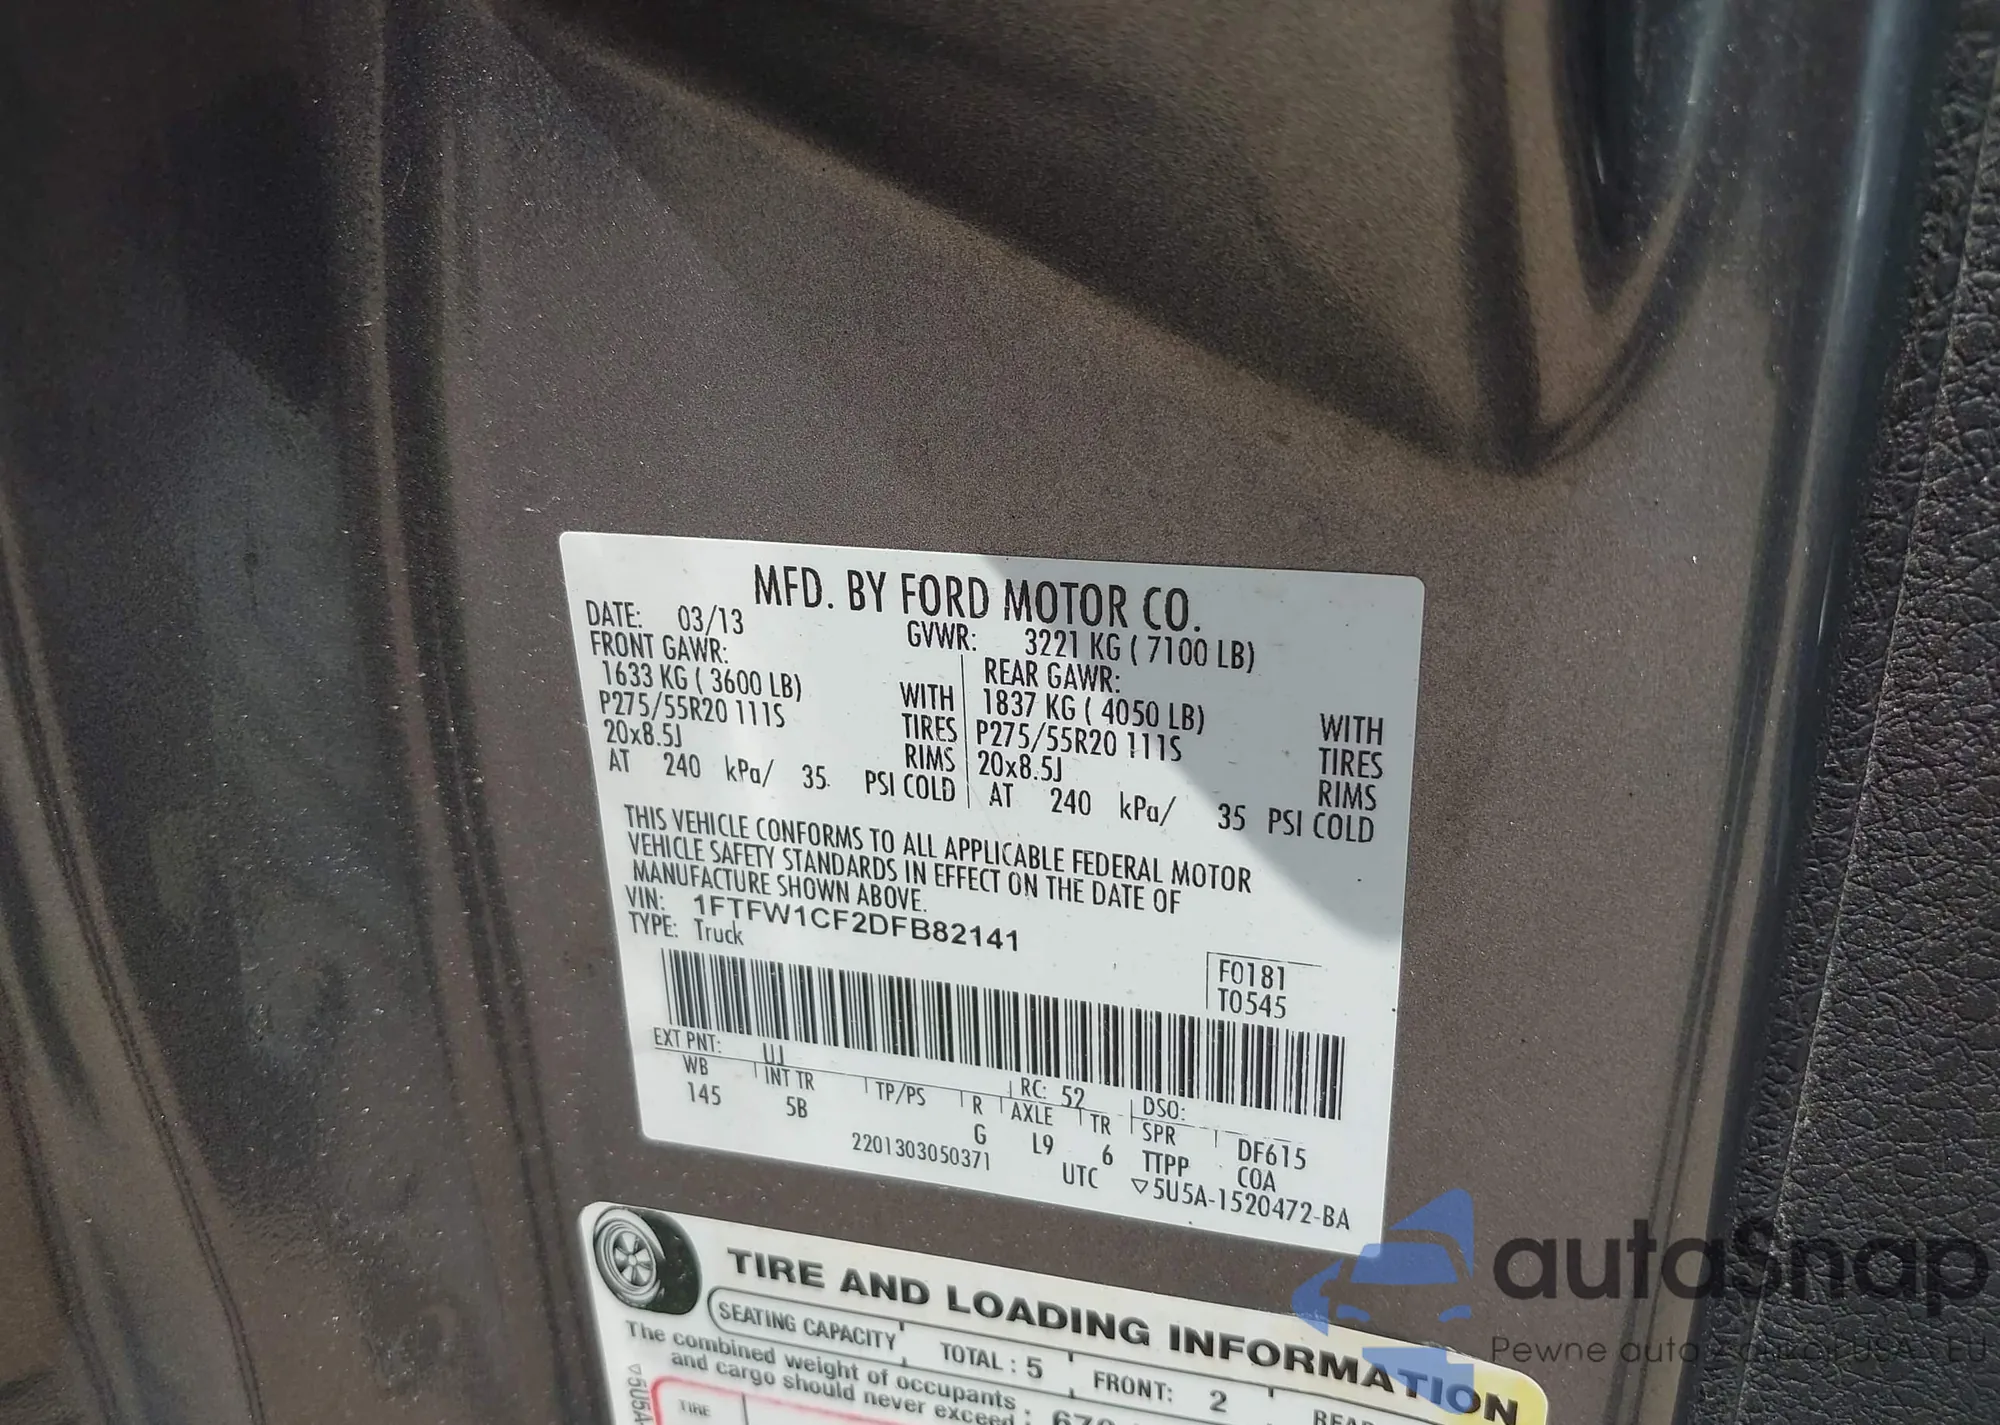 MFD. BY FORD MOTOR CO.
DATE: 03/13 GVWR: 3221 KG ( 7100 LB)
FRONT GAWR: REAR GAWR:
1633 KG ( 3600 LB) WITH 1837 KG ( 4050 LB) WITH
P275/55R20 111S TIRES P275/55R20 111S TIRES
20x8.5J RIMS 20x8.5J RIMS
AT 240 kPa/ 35 PSI COLD AT 240 kPa/ 35 PSI COLD
THIS VEHICLE CONFORMS TO ALL APPLICABLE FEDERAL MOTOR
VEHICLE SAFETY STANDARDS IN EFFECT ON THE DATE OF
MANUFACTURE SHOWN ABOVE.
VIN: 1FTFW1CF2DFB82141
TYPE: Truck
F0181
T0545
EXT PNT: UJ RC: 52 DSO:
WB INT TR TP/PS R AXLE TR SPR DF615
145 5B G L9 6 TTPP COA
2201303050371 UTC ▽5U5A-1520472-BA
TIRE AND LOADING INFORMATION
SEATING CAPACITY TOTAL : 5 FRONT: 2
The combined weight of occupants
and cargo should never exceed :
TIRE
autoSnap
Pewne auta z aukcji USA